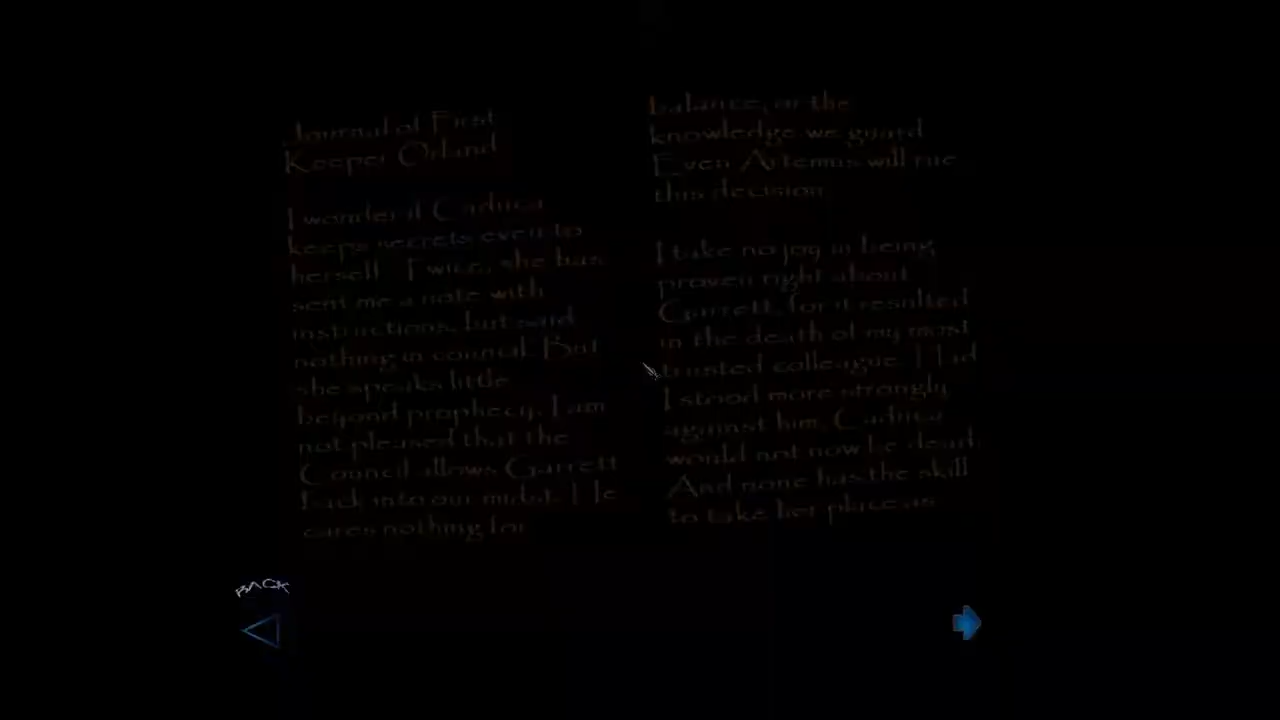 Journal of First
Keeper Orland
I wonder if Caduca
keeps secrets even to
herself. Twice, she has
sent me a note with
instructions, but said
nothing in council. But
she speaks little
beyond prophecy. I am
not pleased that the
Council allows Garrett
back into our midst. He
cares nothing for
balance, or the
knowledge we guard.
Even Artemus will rue
this decision.
I take no joy in being
proven right about
Garrett, for it resulted
in the death of my most
trusted colleague. Had
I stood more strongly
against him, Caduca
would not now be dead.
And none has the skill
to take her place as
BACK